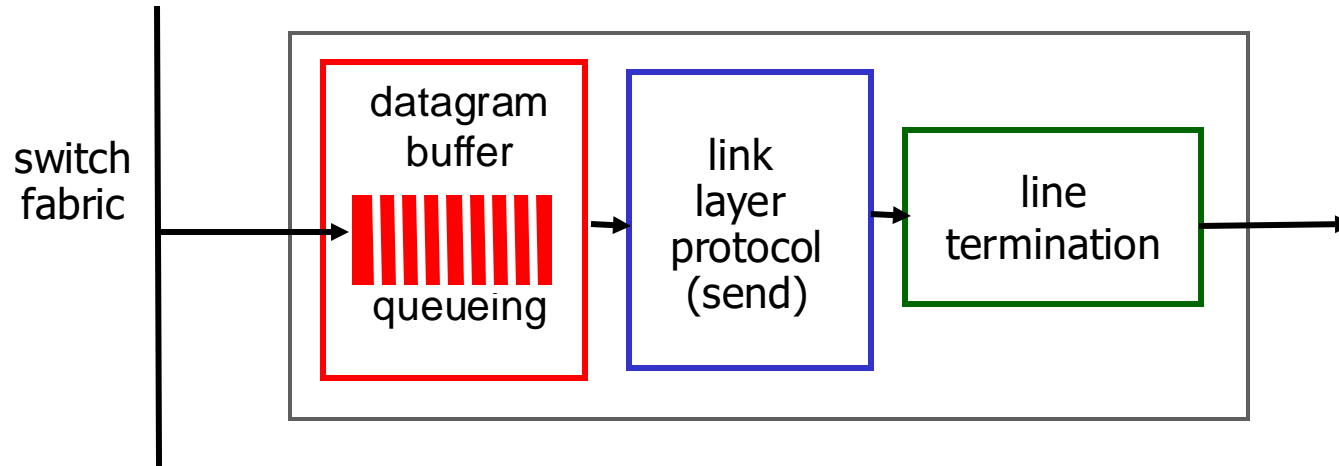 switch
fabric
datagram
buffer
queueing
link
layer
protocol
(send)
line
termination